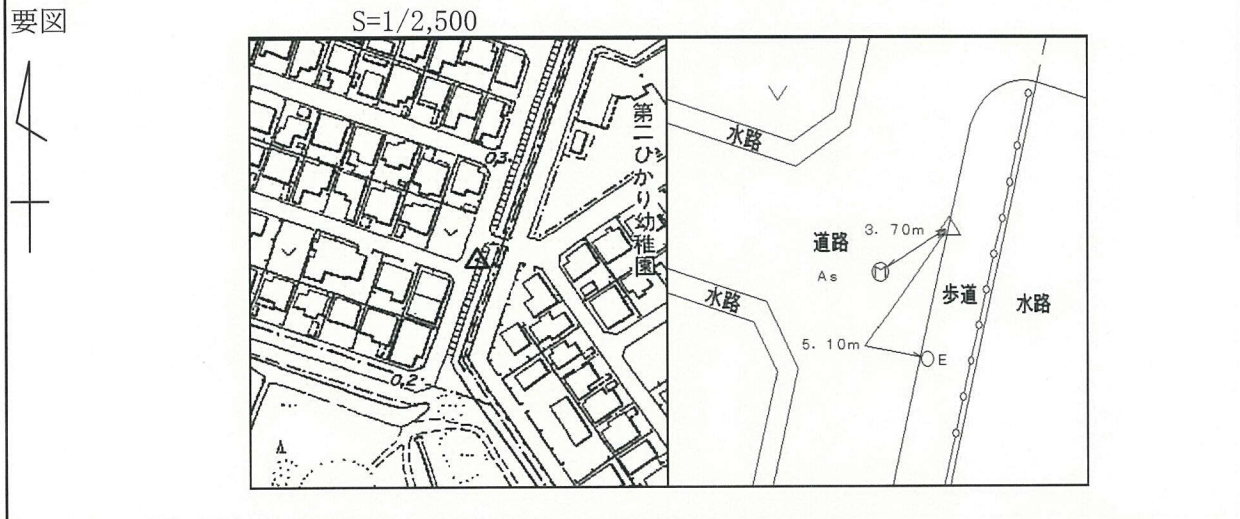 要図
S=1/2,500
第二ひかり幼稚園
0.3
0.2
水路
道路
3. 70m
As
M
歩道
水路
水路
5. 10m
E